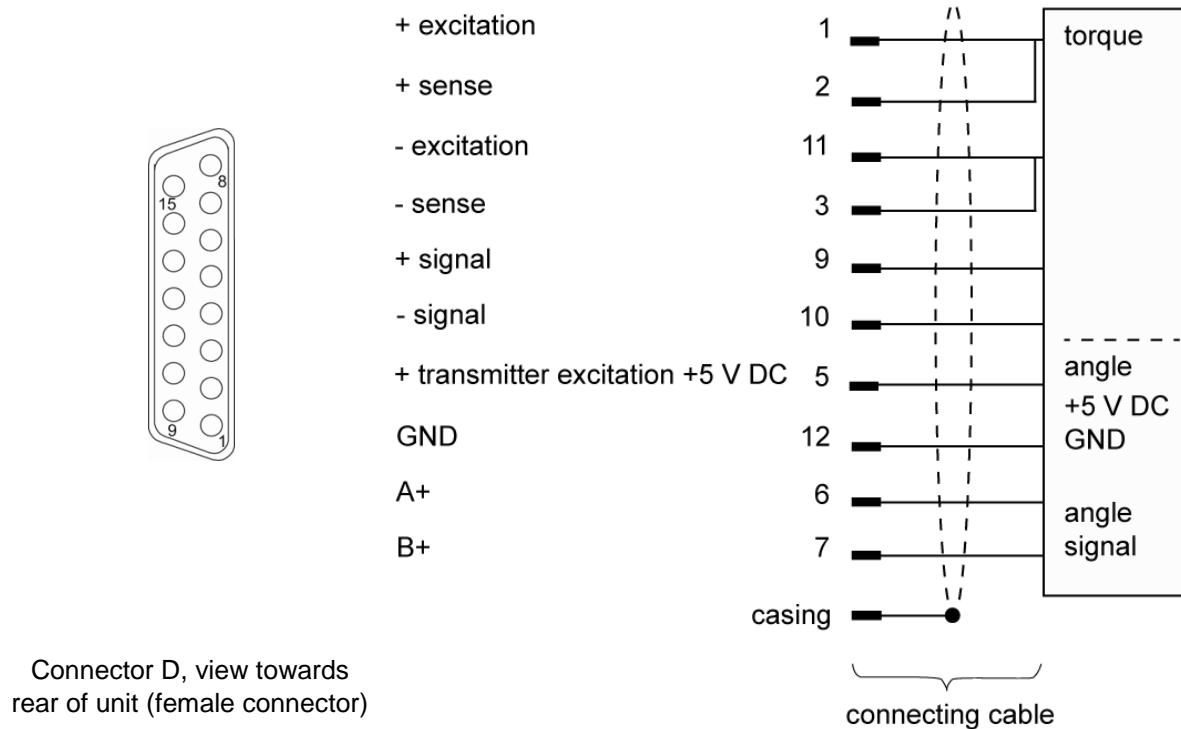 + excitation 1 torque
+ sense 2
- excitation 11
8
15
- sense 3
+ signal 9
- signal 10
angle
+ transmitter excitation +5 V DC 5
+5 V DC
9
1
GND 12 GND
A+ 6
angle
B+ 7 signal
casing
Connector D, view towards
rear of unit (female connector)
connecting cable